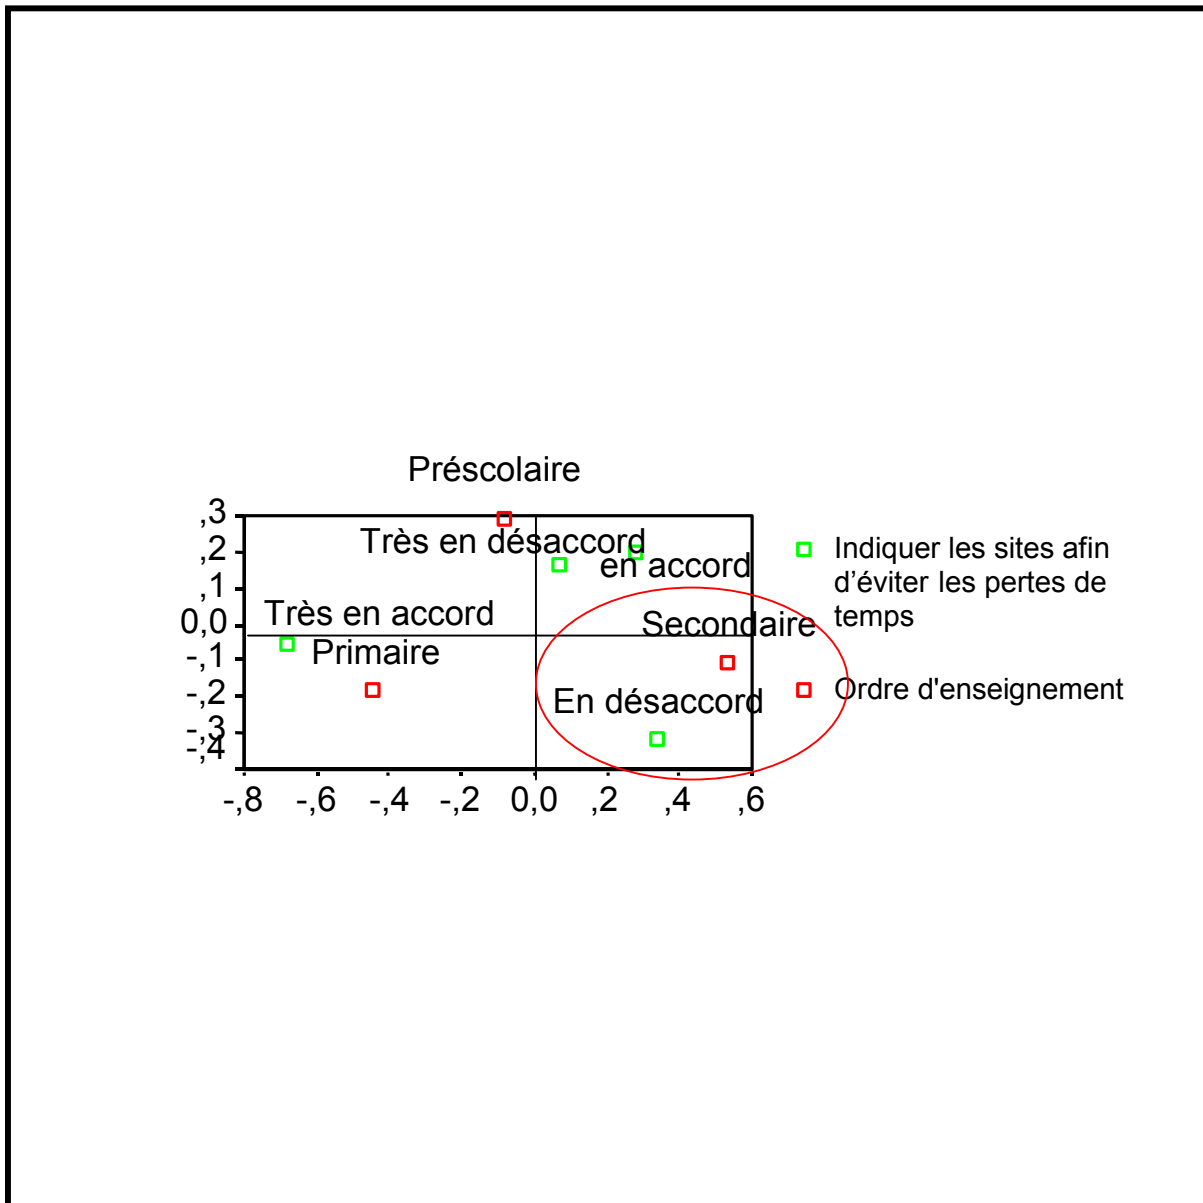 Préscolaire
,3
Très en désaccord
,2
en accord
,1
Très en accord
0,0
Secondaire
Primaire
-,1
-,2
En désaccord
-,3
-,4
-,8 -,6 -,4 -,2 0,0 ,2 ,4 ,6
Indiquer les sites afin
d’éviter les pertes de
temps
Ordre d'enseignement